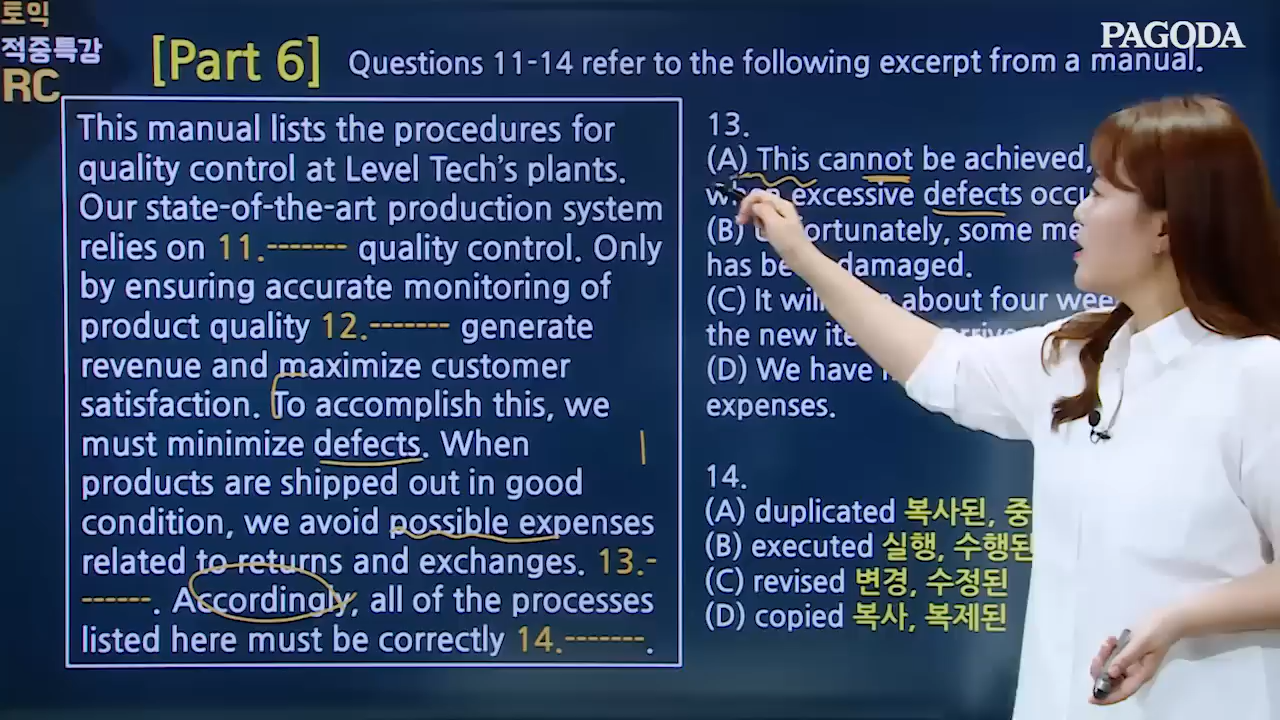 토익
적중특강
RC
[Part 6] Questions 11-14 refer to the following excerpt from a manual.
PAGODA
This manual lists the procedures for
quality control at Level Tech's plants.
Our state-of-the-art production system
relies on 11.------- quality control. Only
by ensuring accurate monitoring of
product quality 12.------- generate
revenue and maximize customer
satisfaction. To accomplish this, we
must minimize defects. When
products are shipped out in good
condition, we avoid possible expenses
related to returns and exchanges. 13.-
------. Accordingly, all of the processes
listed here must be correctly 14.-------.
13.
(A) This cannot be achieved,
when excessive defects
(B) Unfortunately, some
has been damaged.
(C) It will about four
the new
(D) We have
expenses.
14.
(A) duplicated 복사된,
(B) executed 실행, 수행된
(C) revised 변경, 수정된
(D) copied 복사, 복제된